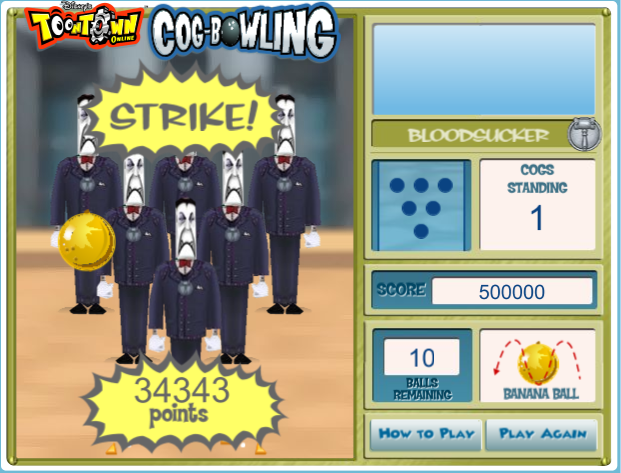 Disney's
TOONTOWN
ONLINE
COG-BOWLING
STRIKE!
BLOODSUCKER
COGS
STANDING
1
SCORE 500000
10
BALLS
REMAINING
BANANA BALL
34343
points
HOW TO PLAY
PLAY AGAIN